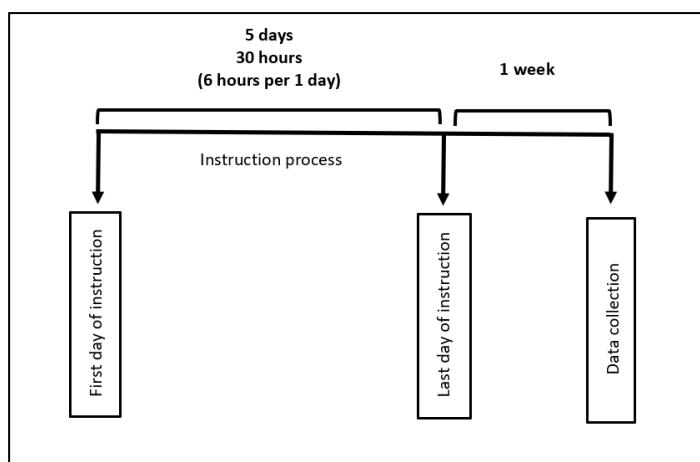 5 days
30 hours
(6 hours per 1 day)
1 week
Instruction process
First day of instruction
Last day of instruction
Data collection